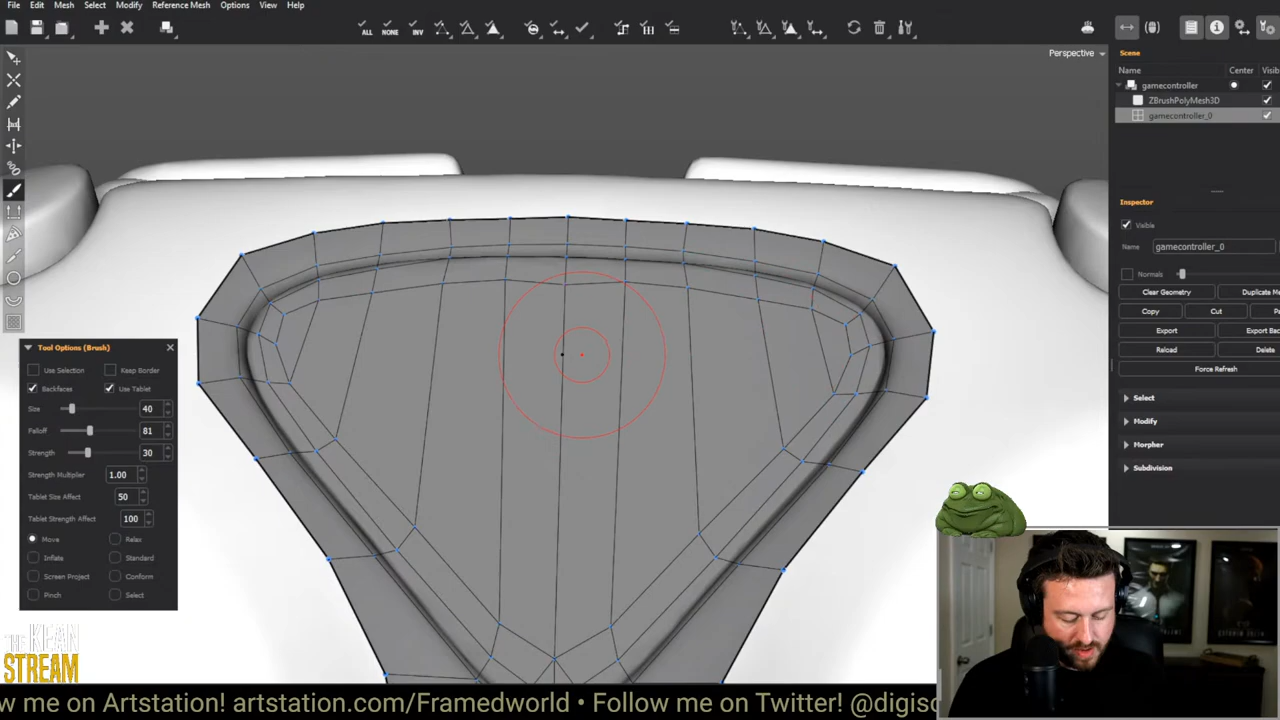 File Edit Mesh Select Modify Reference Mesh Options View Help
ALL NONE INV
Perspective
Scene
Name Center Visib
gamecontroller
ZBrushPolyMesh3D
gamecontroller_0
Inspector
Visible
Name gamecontroller_0
Normals
Clear Geometry Duplicate Me
Copy Cut Pa
Export Export Bac
Reload Delete
Force Refresh
Select
Modify
Morpher
Subdivision
Tool Options (Brush)
Use Selection Keep Border
Backfaces Use Tablet
Size 40
Falloff 81
Strength 30
Strength Multiplier 1.00
Tablet Size Affect 50
Tablet Strength Affect 100
Move Relax
Inflate Standard
Screen Project Conform
Pinch Select
THE KEAN
STREAM
w me on Artstation! artstation.com/Framedworld • Follow me on Twitter! @digisc